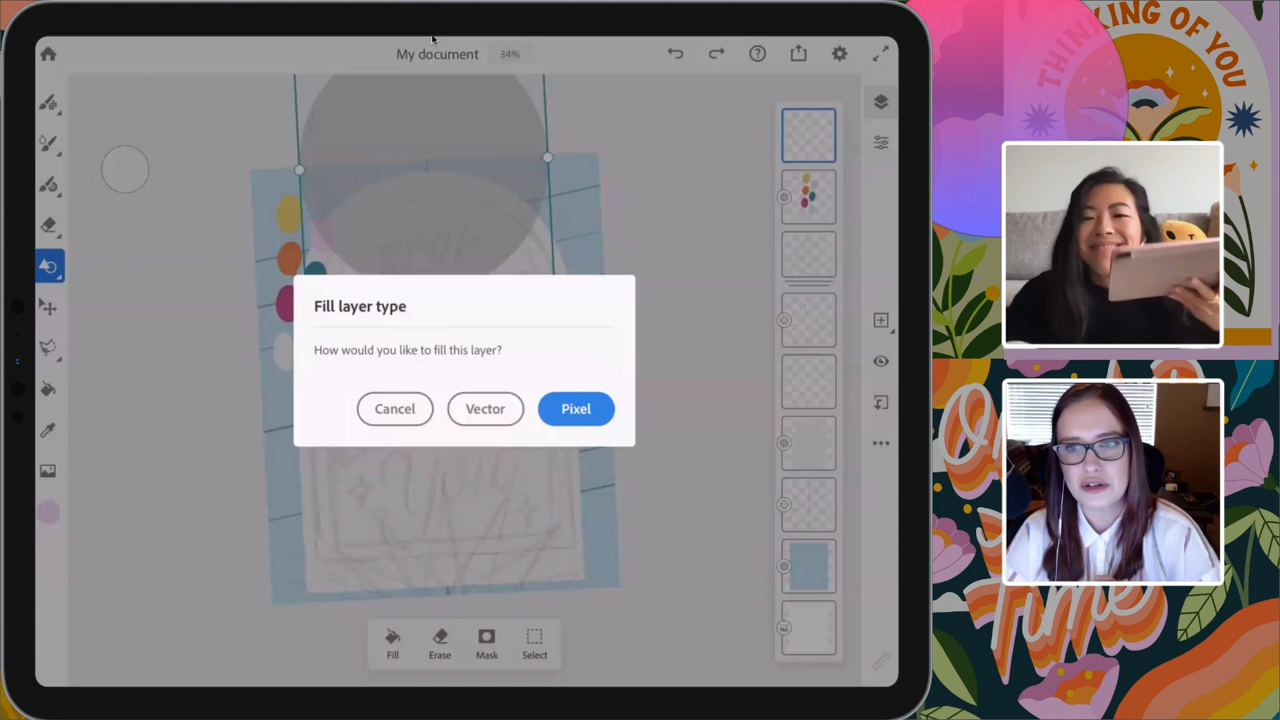 My document
34%
THINKING OF YOU
Fill layer type
How would you like to fill this layer?
Cancel
Vector
Pixel
Fill
Erase
Mask
Select
Time